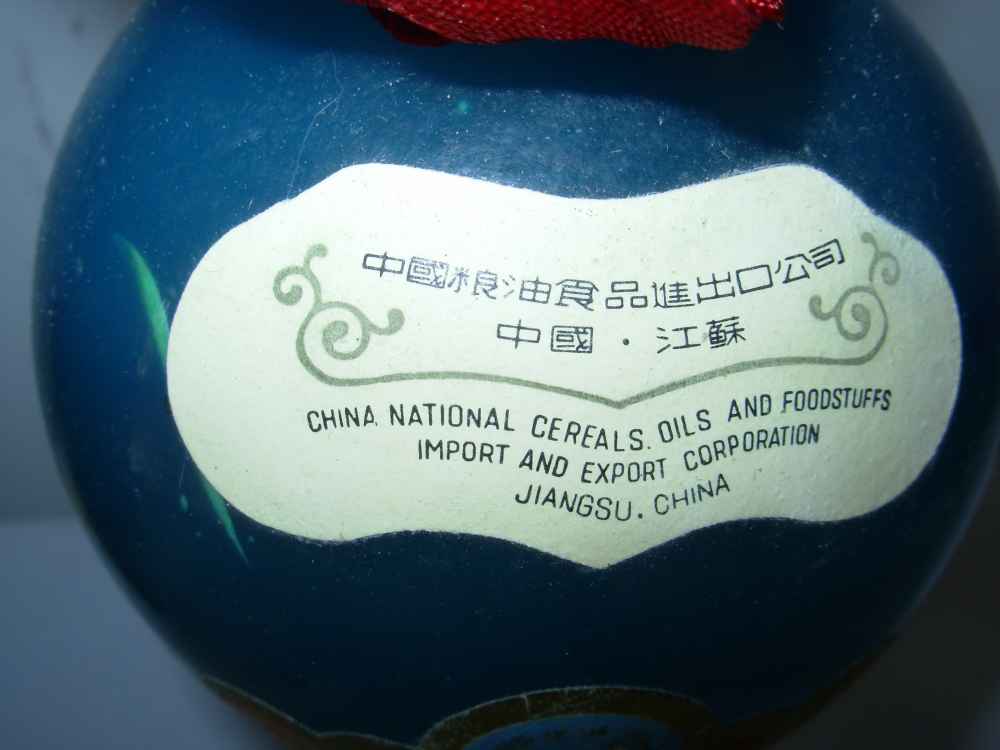 中國粮油食品進出口公司
中國·江蘇
CHINA NATIONAL CEREALS. OILS AND FOODSTUFFS
IMPORT AND EXPORT CORPORATION
JIANGSU. CHINA